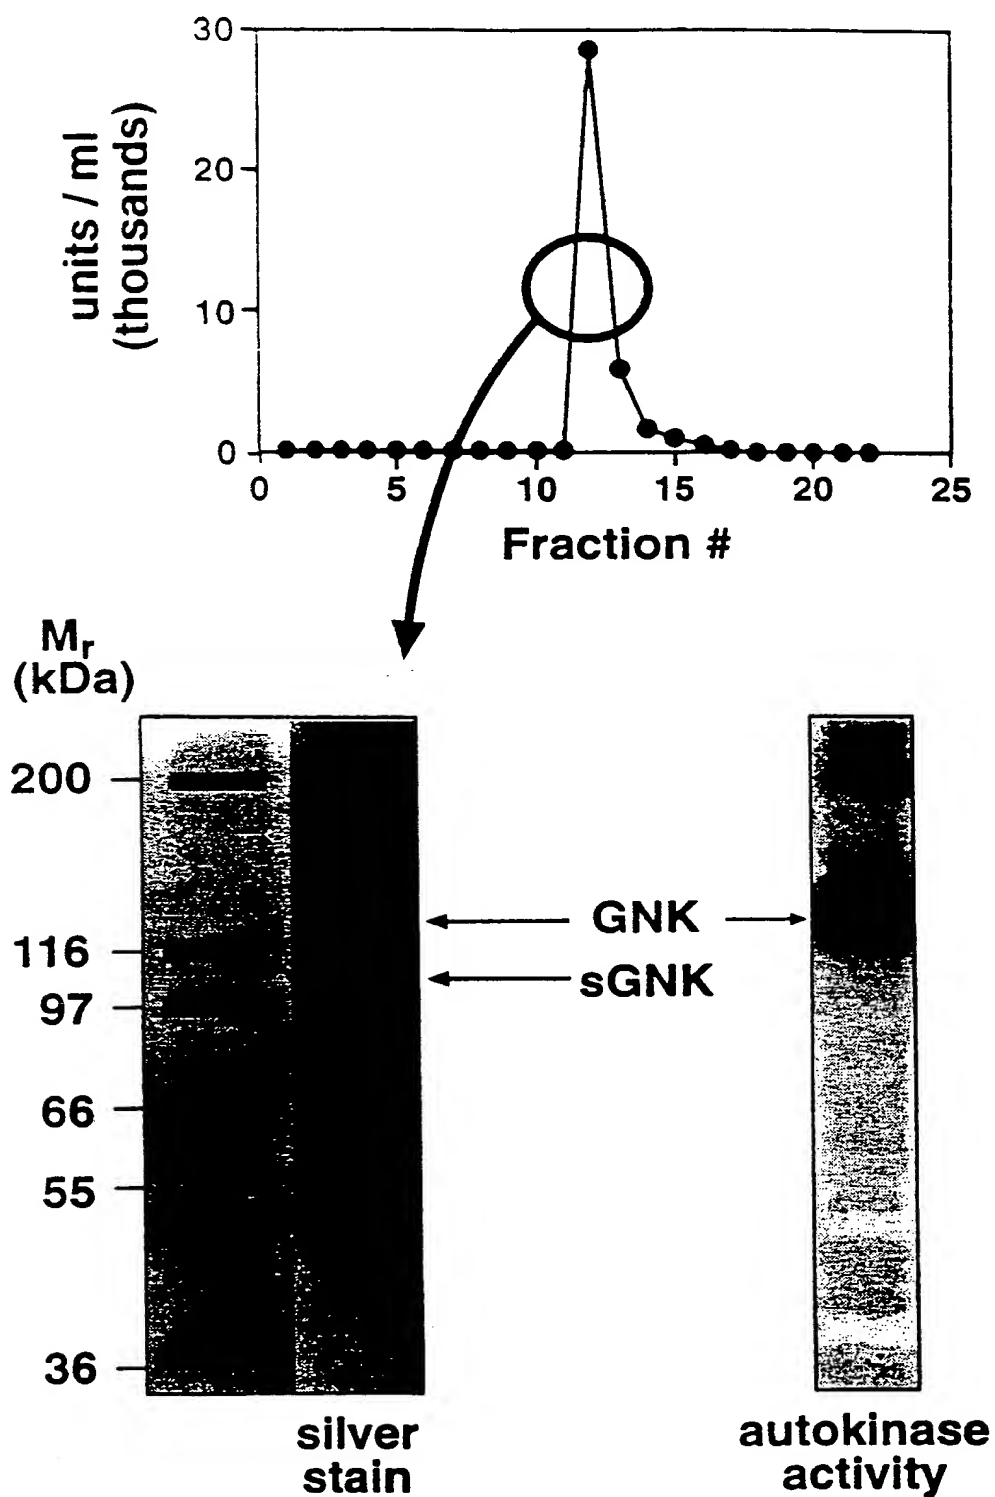 30
20
10
0
units / ml
(thousands)
0 5 10 15 20 25
Fraction #
Mr
(kDa)
200
116
97
66
55
36
GNK
sGNK
silver
stain
autokinase
activity